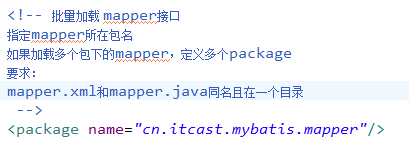 <!-- 批量加载 mapper接口
指定mapper所在包名
如果加载多个包下的mapper，定义多个package
要求：
mapper.xml和mapper.java同名且在一个目录
-->
<package name="cn.itcast.mybatis.mapper"/>